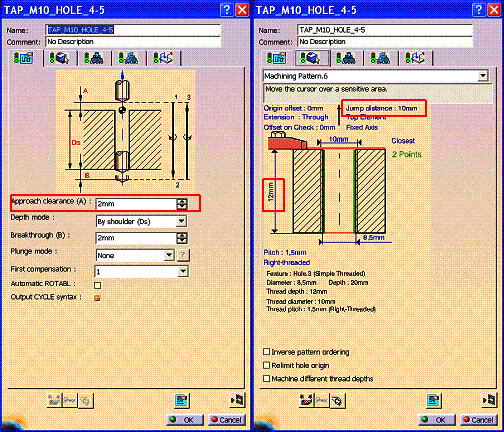 TAP_M10_HOLE_4-5
Name: TAP_M10_HOLE_4-5
Comment: No Description
A
Ds
B
1
3
2
Approach clearance (A) : 2mm
Depth mode : By shoulder (Ds)
Breakthrough (B) : 2mm
Plunge mode : None ?
First compensation : 1
Automatic ROTABL :
Output CYCLE syntax :
OK Cancel
TAP_M10_HOLE_4-5
Name: TAP_M10_HOLE_4-5
Comment: No Description
Machining Pattern.6
Move the cursor over a sensitive area.
Origin offset : 0mm Jump distance : 10mm
Extension : Through Top Element
Offset on Check : 0mm Fixed Axis
10mm
Closest
2 Points
12mm
8,5mm
Pitch : 1,5mm
Right-threaded
Feature : Hole.3 (Simple Threaded)
Diameter : 8,5mm Depth : 20mm
Thread depth : 12mm
Thread diameter : 10mm
Thread pitch : 1,5mm (Right-Threaded)
Inverse pattern ordering
Relimit hole origin
Machine different thread depths
OK Cancel